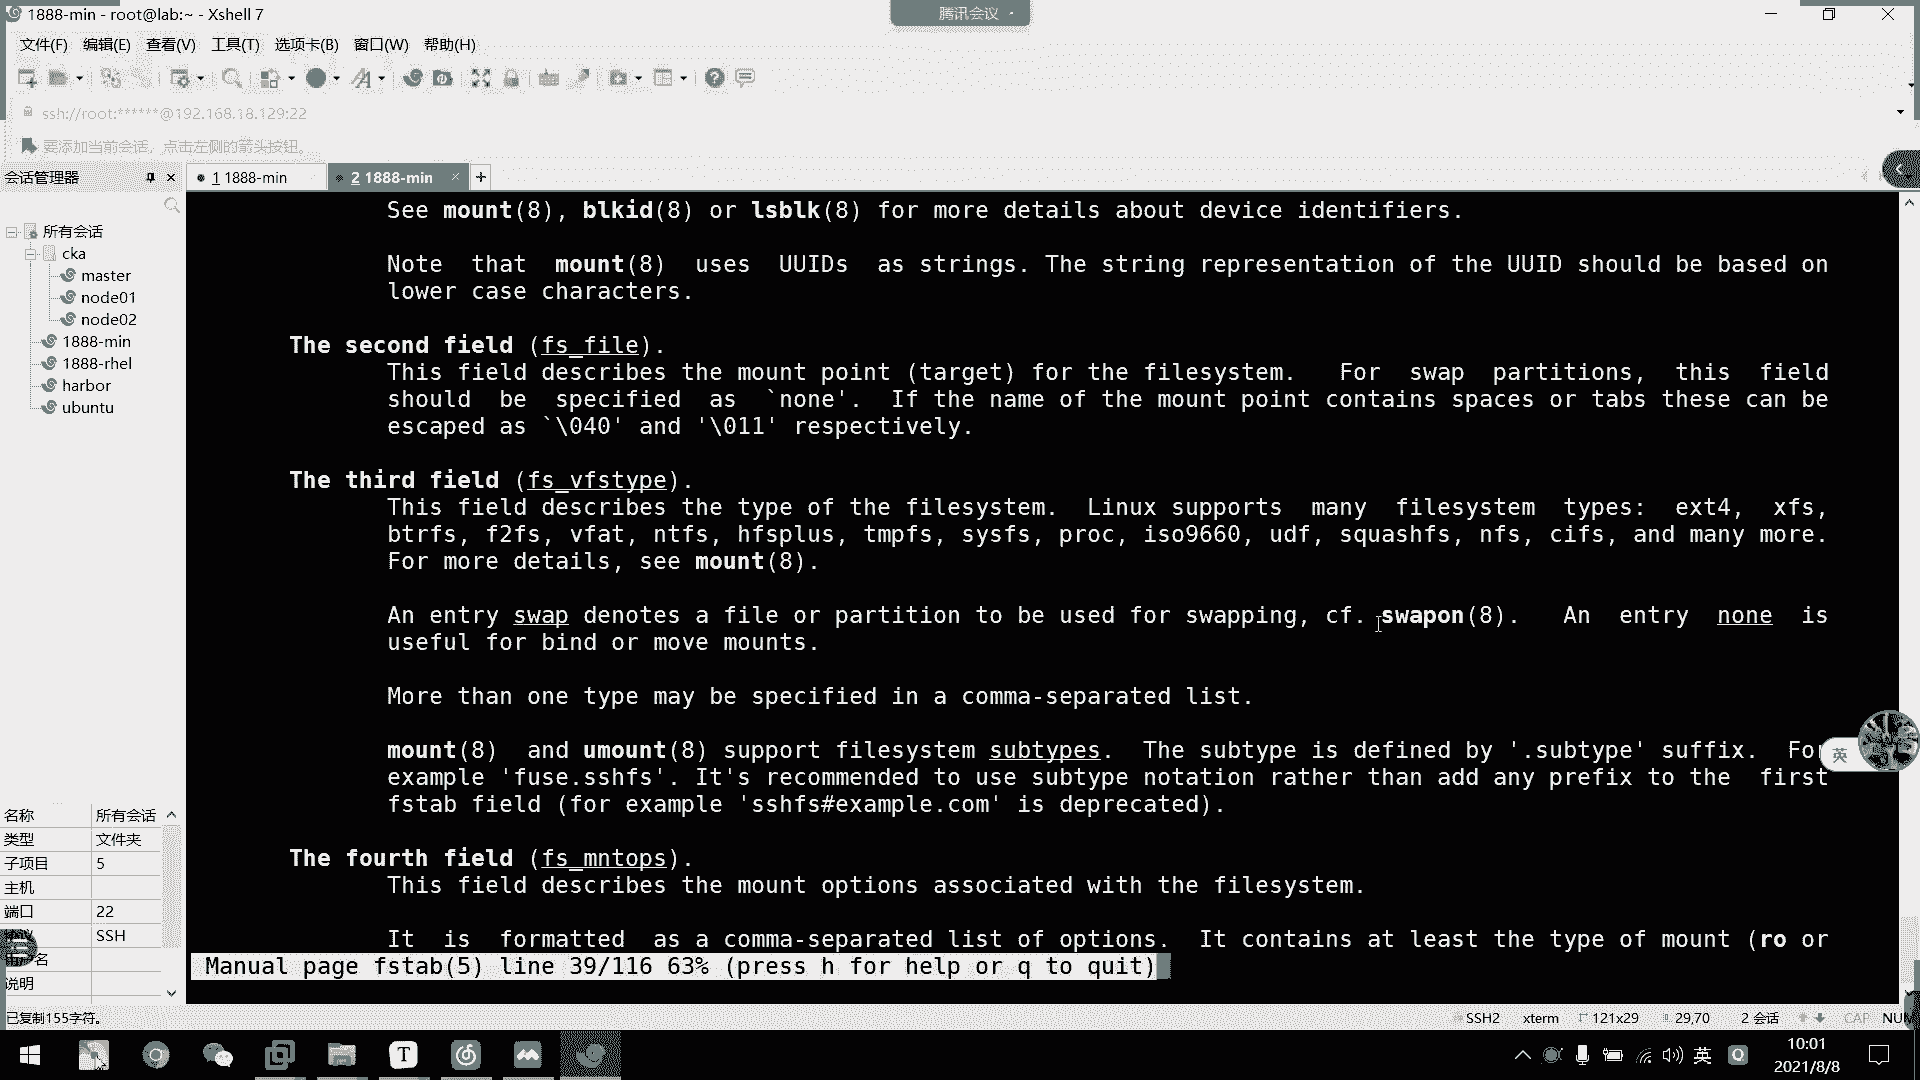 1888-min - root@lab:~ - Xshell 7
腾讯会议
文件(F) 编辑(E) 查看(V) 工具(T) 选项卡(B) 窗口(W) 帮助(H)
ssh://root:******@192.168.18.129:22
要添加当前会话，点击左侧的箭头按钮。
会话管理器
1 1888-min
2 1888-min
所有会话
cka
master
node01
node02
1888-min
1888-rhel
harbor
ubuntu
See mount(8), blkid(8) or lsblk(8) for more details about device identifiers.
Note that mount(8) uses UUIDs as strings. The string representation of the UUID should be based on
lower case characters.
The second field (fs_file).
This field describes the mount point (target) for the filesystem. For swap partitions, this field
should be specified as `none'. If the name of the mount point contains spaces or tabs these can be
escaped as `\040' and '\011' respectively.
The third field (fs_vfstype).
This field describes the type of the filesystem. Linux supports many filesystem types: ext4, xfs,
btrfs, f2fs, vfat, ntfs, hfsplus, tmpfs, sysfs, proc, iso9660, udf, squashfs, nfs, cifs, and many more.
For more details, see mount(8).
An entry swap denotes a file or partition to be used for swapping, cf. swapon(8). An entry none is
useful for bind or move mounts.
More than one type may be specified in a comma-separated list.
mount(8) and umount(8) support filesystem subtypes. The subtype is defined by '.subtype' suffix. For
example 'fuse.sshfs'. It's recommended to use subtype notation rather than add any prefix to the first
fstab field (for example 'sshfs#example.com' is deprecated).
The fourth field (fs_mntops).
This field describes the mount options associated with the filesystem.
It is formatted as a comma-separated list of options. It contains at least the type of mount (ro or
Manual page fstab(5) line 39/116 63% (press h for help or q to quit)
英
名称 所有会话
类型 文件夹
子项目 5
主机
端口 22
SSH
说明
已复制155字符。
SSH2 xterm 121x29 29,70 2 会话 CAP NUM
英
10:01
2021/8/8